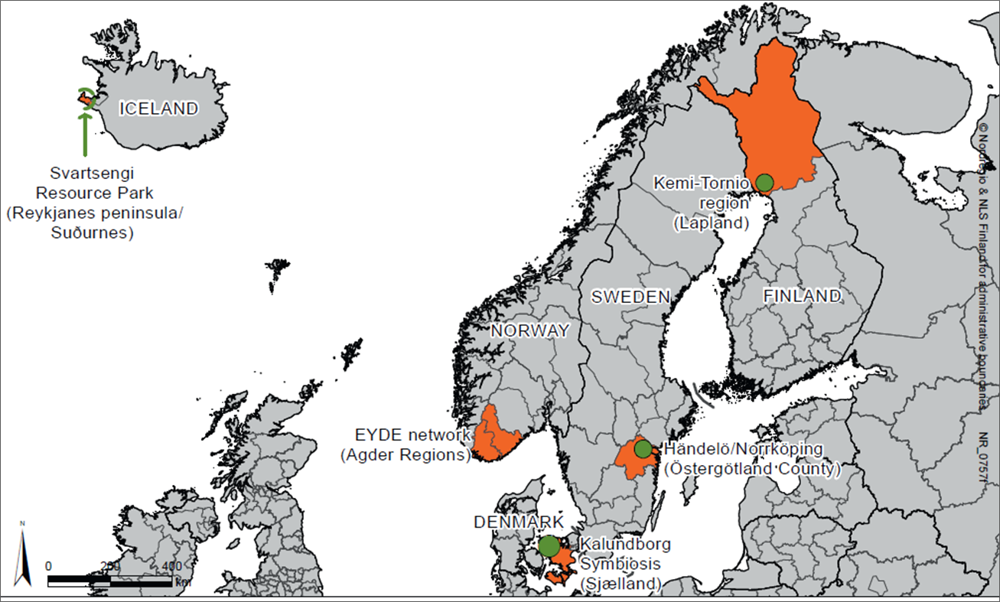 ICELAND
Svartsengi
Resource Park
(Reykjanes peninsula/
Suðurnes)
Kemi-Tornio
region
(Lapland)
SWEDEN
FINLAND
NORWAY
EYDE network
(Agder Regions)
Händelö/Norrköping
(Östergötland County)
DENMARK
Kalundborg
Symbiosis
(Sjælland)
N
0 200 400
km
© Nordregio & NLS Finland for administrative boundaries
NR_0757f